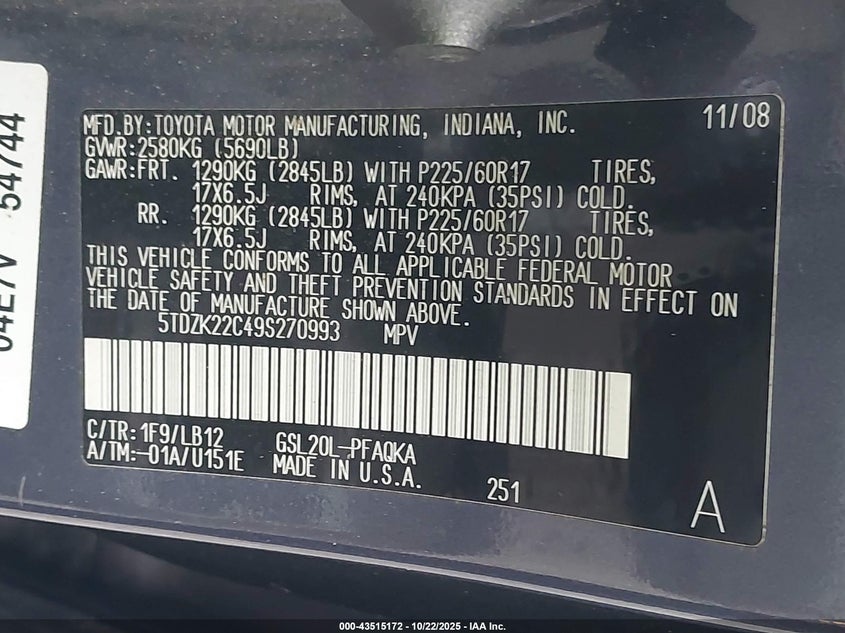 MFD.BY:TOYOTA MOTOR MANUFACTURING, INDIANA, INC. 11/08
GVWR:2580KG (5690LB)
GAWR:FRT. 1290KG (2845LB) WITH P225/60R17 TIRES,
17X6.5J RIMS, AT 240KPA (35PSI) COLD.
RR. 1290KG (2845LB) WITH P225/60R17 TIRES,
17X6.5J RIMS, AT 240KPA (35PSI) COLD.
THIS VEHICLE CONFORMS TO ALL APPLICABLE FEDERAL MOTOR
VEHICLE SAFETY AND THEFT PREVENTION STANDARDS IN EFFECT ON
THE DATE OF MANUFACTURE SHOWN ABOVE.
5TDZK22C49S270993 MPV
C/TR:1F9/LB12 GSL20L-PFAQKA
A/TM:-01A/U151E MADE IN U.S.A.
251
A
04E7V 54744
000-43515172 - 10/22/2025 - IAA Inc.